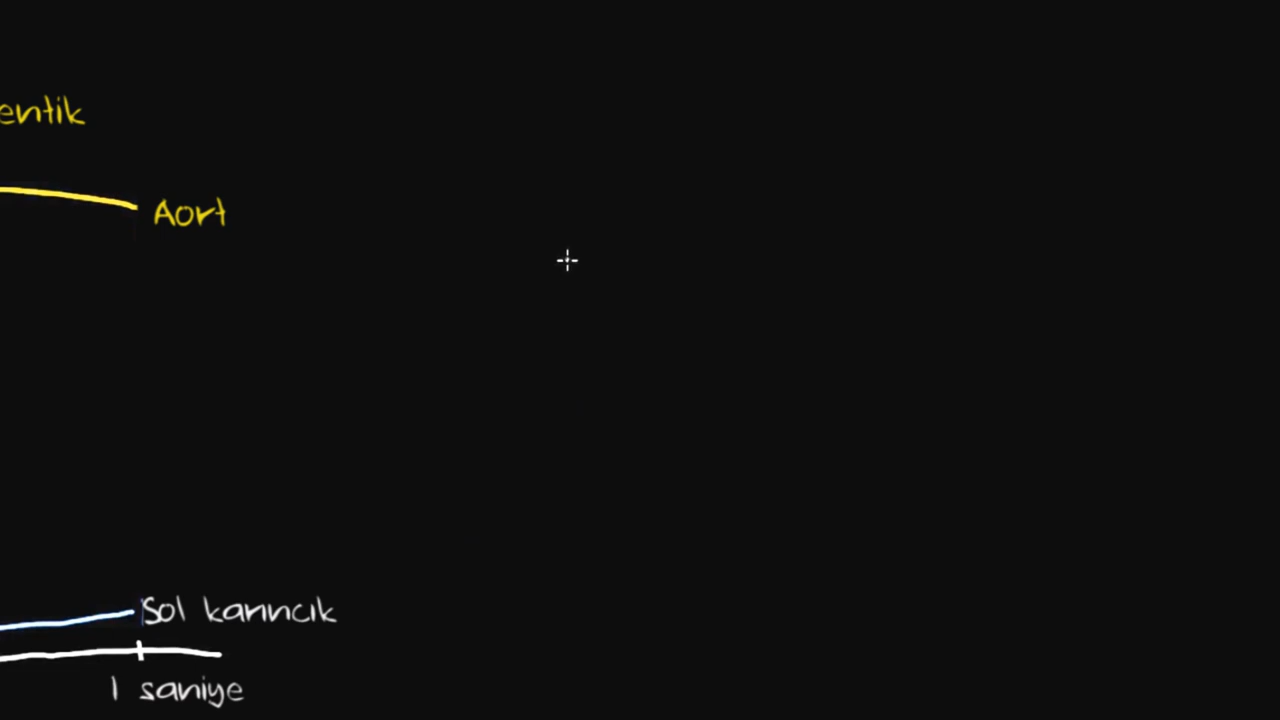 entik
Aort
Sol karıncık
1 saniye